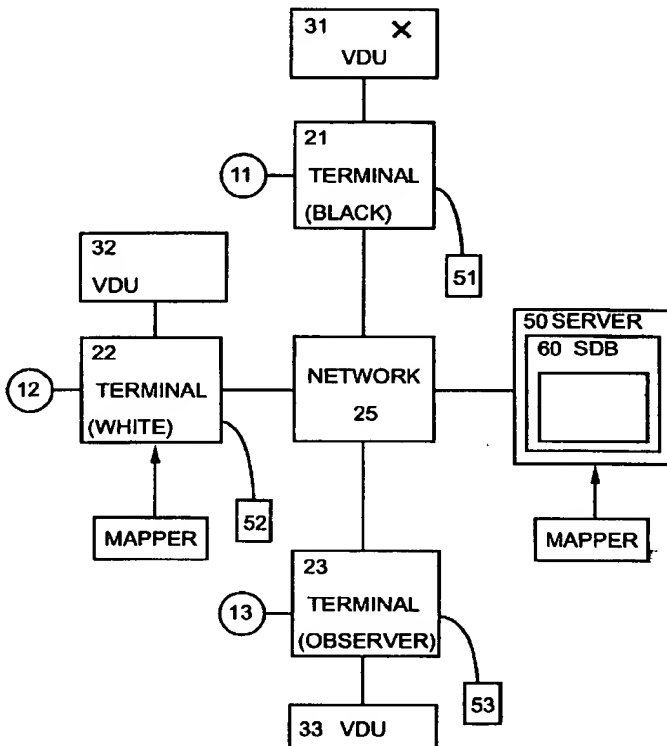 31 X
VDU
21
TERMINAL
(BLACK)
11
51
32
VDU
22
TERMINAL
(WHITE)
12
52
MAPPER
NETWORK
25
50 SERVER
60 SDB
MAPPER
23
TERMINAL
(OBSERVER)
13
53
33 VDU